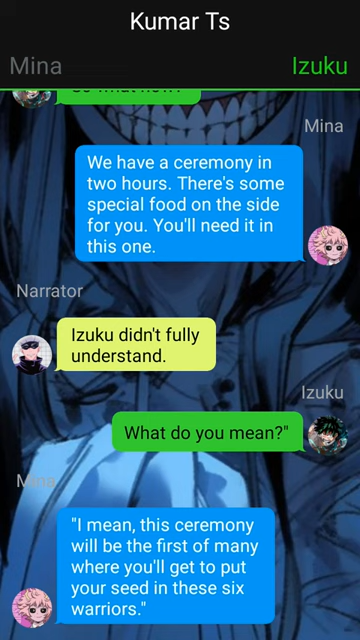 Kumar Ts
Mina
Izuku
So what now?
Mina
We have a ceremony in
two hours. There's some
special food on the side
for you. You'll need it in
this one.
Narrator
Izuku didn't fully
understand.
Izuku
What do you mean?"
Mina
"I mean, this ceremony
will be the first of many
where you'll get to put
your seed in these six
warriors."